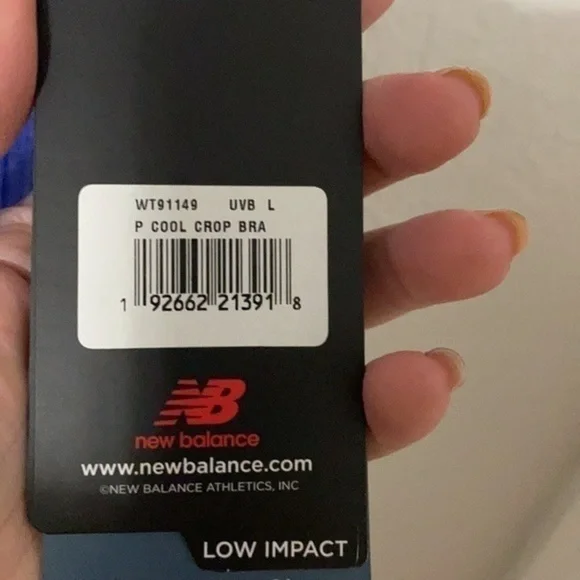 WT91149 UVB L
P COOL CROP BRA
1 92662 21391 8
NB
new balance
www.newbalance.com
©NEW BALANCE ATHLETICS, INC
LOW IMPACT